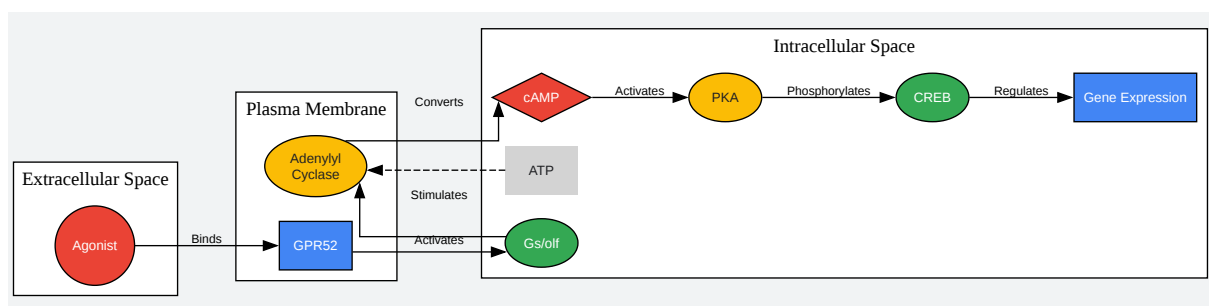 Intracellular Space
Plasma Membrane
Extracellular Space
Converts
cAMP
Activates
PKA
Phosphorylates
CREB
Regulates
Gene Expression
Adenylyl
Cyclase
ATP
Stimulates
Agonist
Binds
GPR52
Activates
Gs/olf